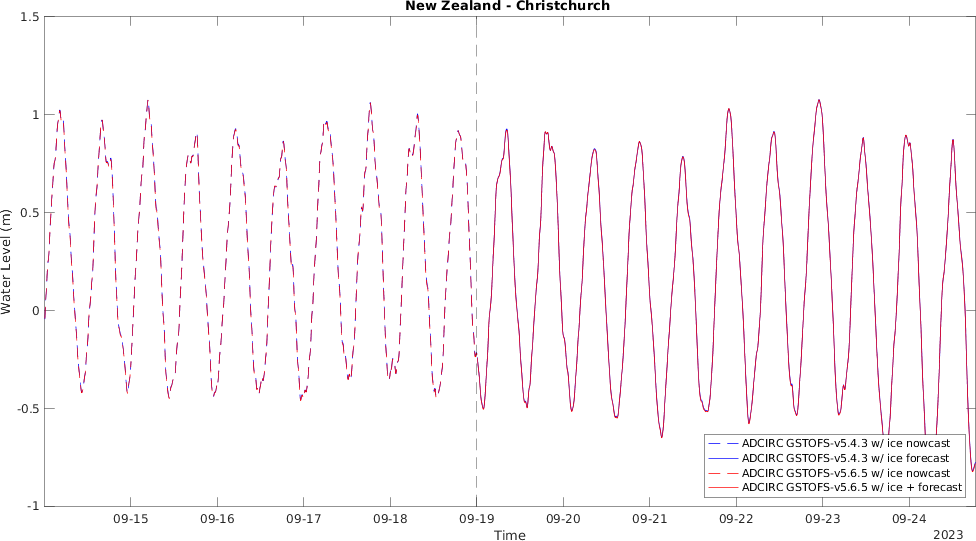 New Zealand - Christchurch
1.5
1
0.5
0
-0.5
-1
Water Level (m)
09-15 09-16 09-17 09-18 09-19 09-20 09-21 09-22 09-23 09-24
Time
2023
ADCIRC GSTOFS-v5.4.3 w/ ice nowcast
ADCIRC GSTOFS-v5.4.3 w/ ice forecast
ADCIRC GSTOFS-v5.6.5 w/ ice nowcast
ADCIRC GSTOFS-v5.6.5 w/ ice + forecast